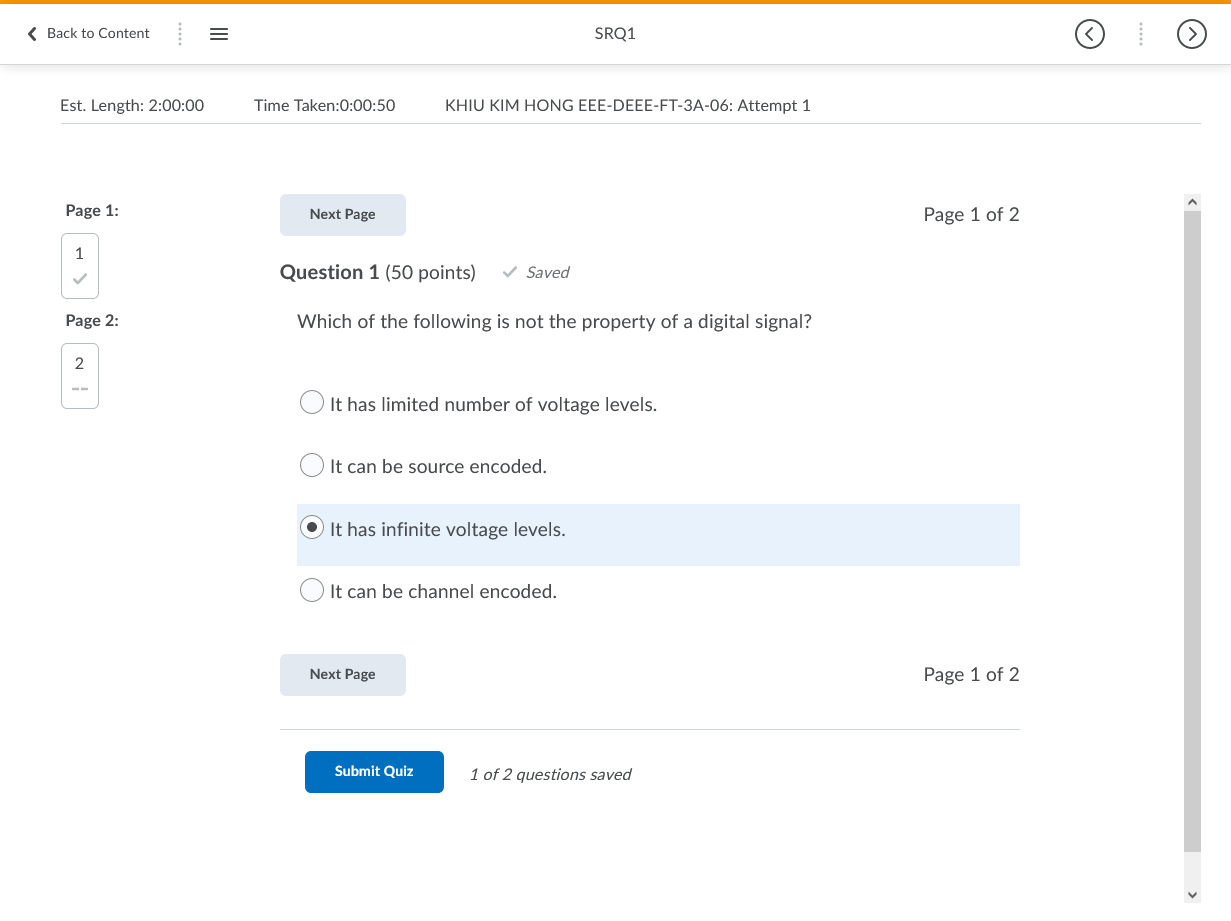 Back to Content
SRQ1
Est. Length: 2:00:00 Time Taken:0:00:50 KHIU KIM HONG EEE-DEEE-FT-3A-06: Attempt 1
Page 1:
1
Page 2:
2
--
Next Page
Page 1 of 2
Question 1 (50 points) Saved
Which of the following is not the property of a digital signal?
It has limited number of voltage levels.
It can be source encoded.
It has infinite voltage levels.
It can be channel encoded.
Next Page
Page 1 of 2
Submit Quiz
1 of 2 questions saved